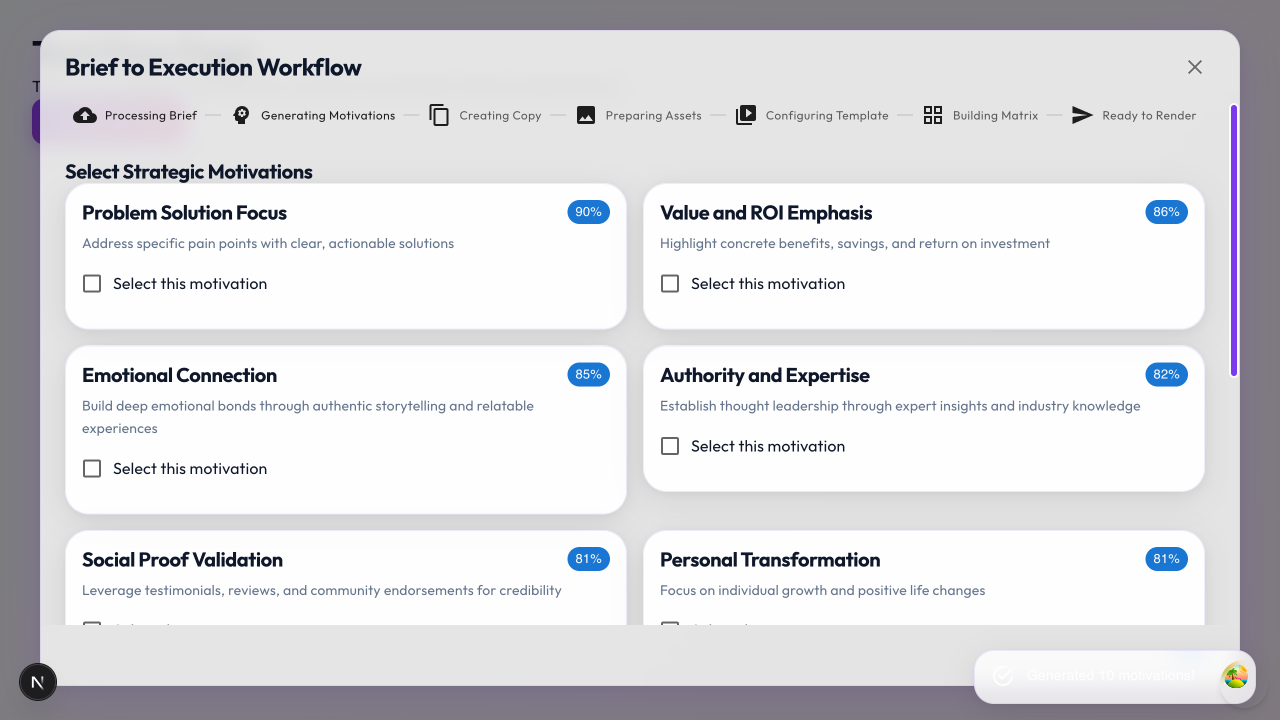 Brief to Execution Workflow
Processing Brief
Generating Motivations
Creating Copy
Preparing Assets
Configuring Template
Building Matrix
Ready to Render
Select Strategic Motivations
Problem Solution Focus
90%
Address specific pain points with clear, actionable solutions
Select this motivation
Value and ROI Emphasis
86%
Highlight concrete benefits, savings, and return on investment
Select this motivation
Emotional Connection
85%
Build deep emotional bonds through authentic storytelling and relatable
experiences
Select this motivation
Authority and Expertise
82%
Establish thought leadership through expert insights and industry knowledge
Select this motivation
Social Proof Validation
81%
Leverage testimonials, reviews, and community endorsements for credibility
Personal Transformation
81%
Focus on individual growth and positive life changes
N
Generated 10 motivations!